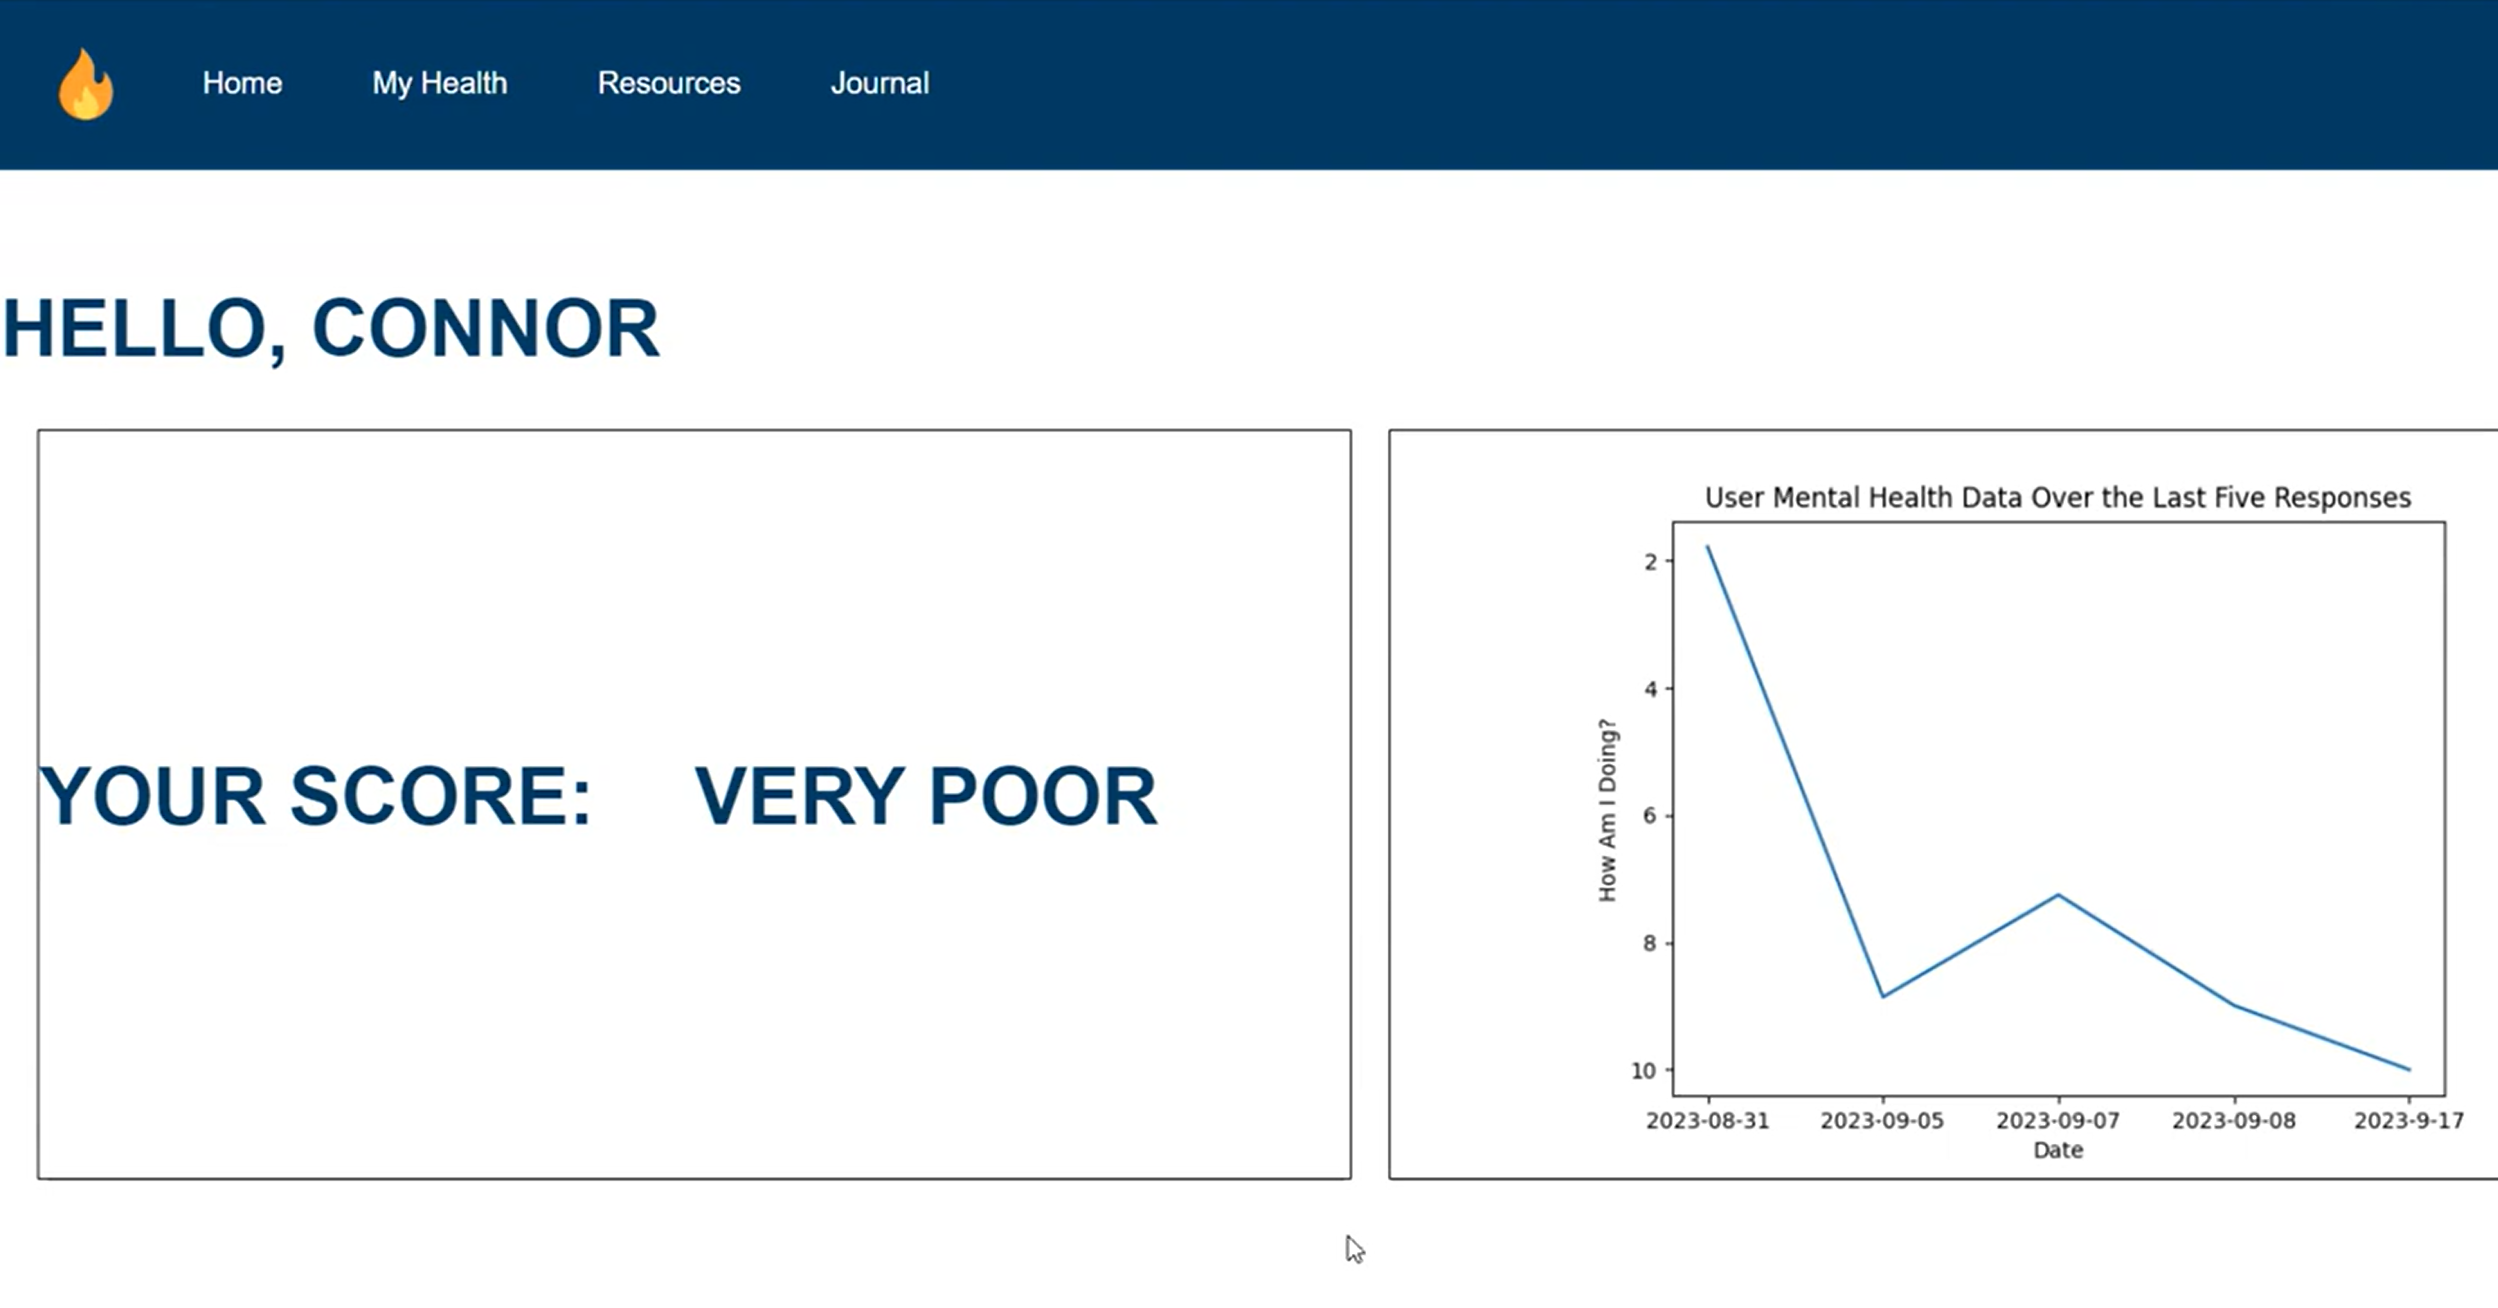 Home My Health Resources Journal
HELLO, CONNOR
YOUR SCORE: VERY POOR
User Mental Health Data Over the Last Five Responses
2
4
6
8
10
How Am I Doing?
2023-08-31 2023-09-05 2023-09-07 2023-09-08 2023-9-17
Date